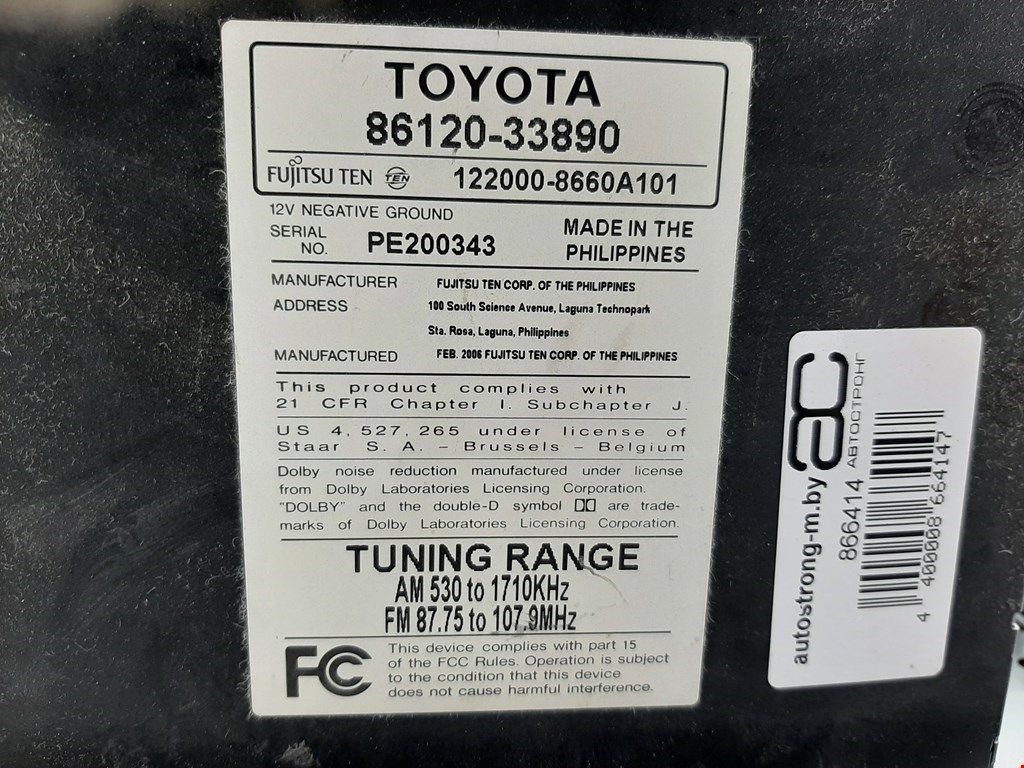 TOYOTA
86120-33890
FUJITSU TEN TEN 122000-8660A101
12V NEGATIVE GROUND
SERIAL NO. PE200343
MADE IN THE
PHILIPPINES
MANUFACTURER FUJITSU TEN CORP. OF THE PHILIPPINES
ADDRESS 100 South Science Avenue, Laguna Technopark
Sta. Rosa, Laguna, Philippines
MANUFACTURED FEB. 2006 FUJITSU TEN CORP. OF THE PHILIPPINES
This product complies with
21 CFR Chapter I. Subchapter J.
US 4,527,265 under license of
Staar S. A. – Brussels – Belgium
Dolby noise reduction manufactured under license
from Dolby Laboratories Licensing Corporation.
"DOLBY" and the double-D symbol are trade-
marks of Dolby Laboratories Licensing Corporation.
TUNING RANGE
AM 530 to 1710KHz
FM 87.75 to 107.9MHz
FC This device complies with part 15
of the FCC Rules. Operation is subject
to the condition that this device
does not cause harmful interference.
autostrong-m.by
ac
866414 АВТОСТРОНГ
4 400008 664147